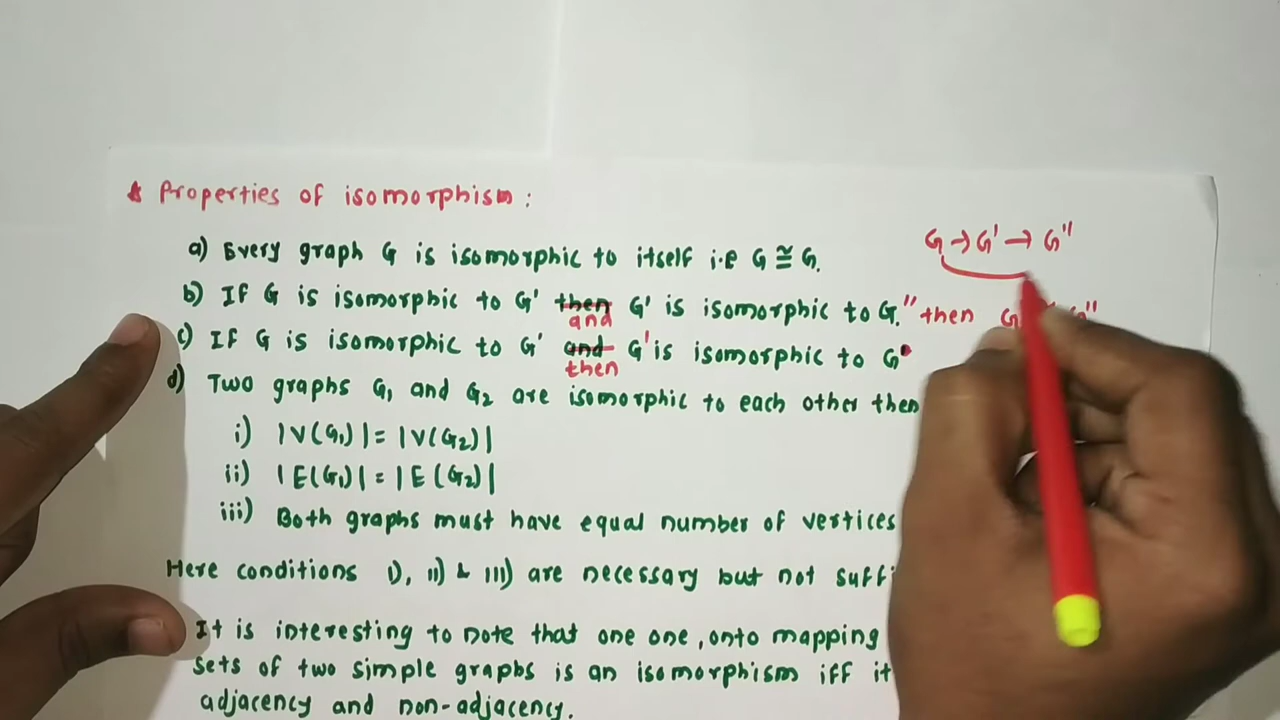 * Properties of isomorphism :
G → G' → G"
a) Every graph G is isomorphic to itself i.e G ≅ G.
b) If G is isomorphic to G' then and G' is isomorphic to G." then G G"
c) If G is isomorphic to G' and then G' is isomorphic to G
d) Two graphs G₁ and G₂ are isomorphic to each other then
i) |V(G₁)| = |V(G₂)|
ii) |E(G₁)| = |E(G₂)|
iii) Both graphs must have equal number of vertices
Here conditions i), ii) & iii) are necessary but not
It is interesting to note that one one, onto mapping
sets of two simple graphs is an isomorphism iff it
adjacency and non-adjacency.